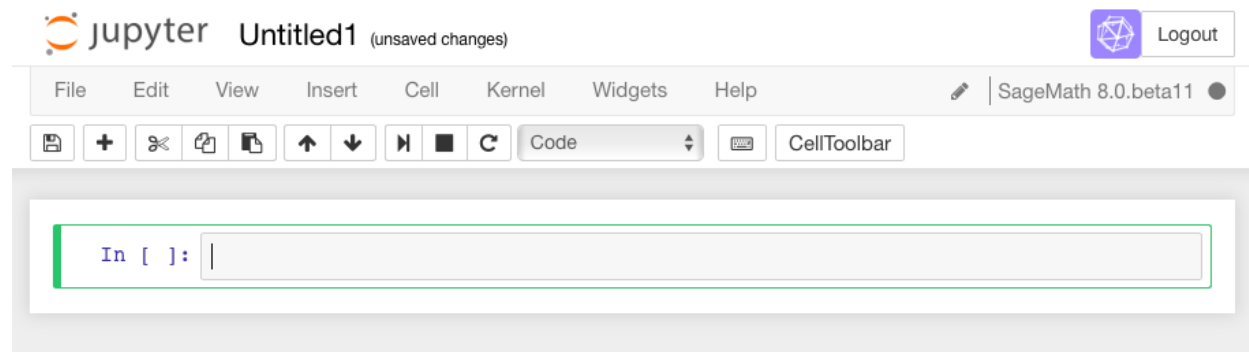 jupyter Untitled1 (unsaved changes) Logout
File Edit View Insert Cell Kernel Widgets Help SageMath 8.0.beta11
Code CellToolbar
In [ ]: